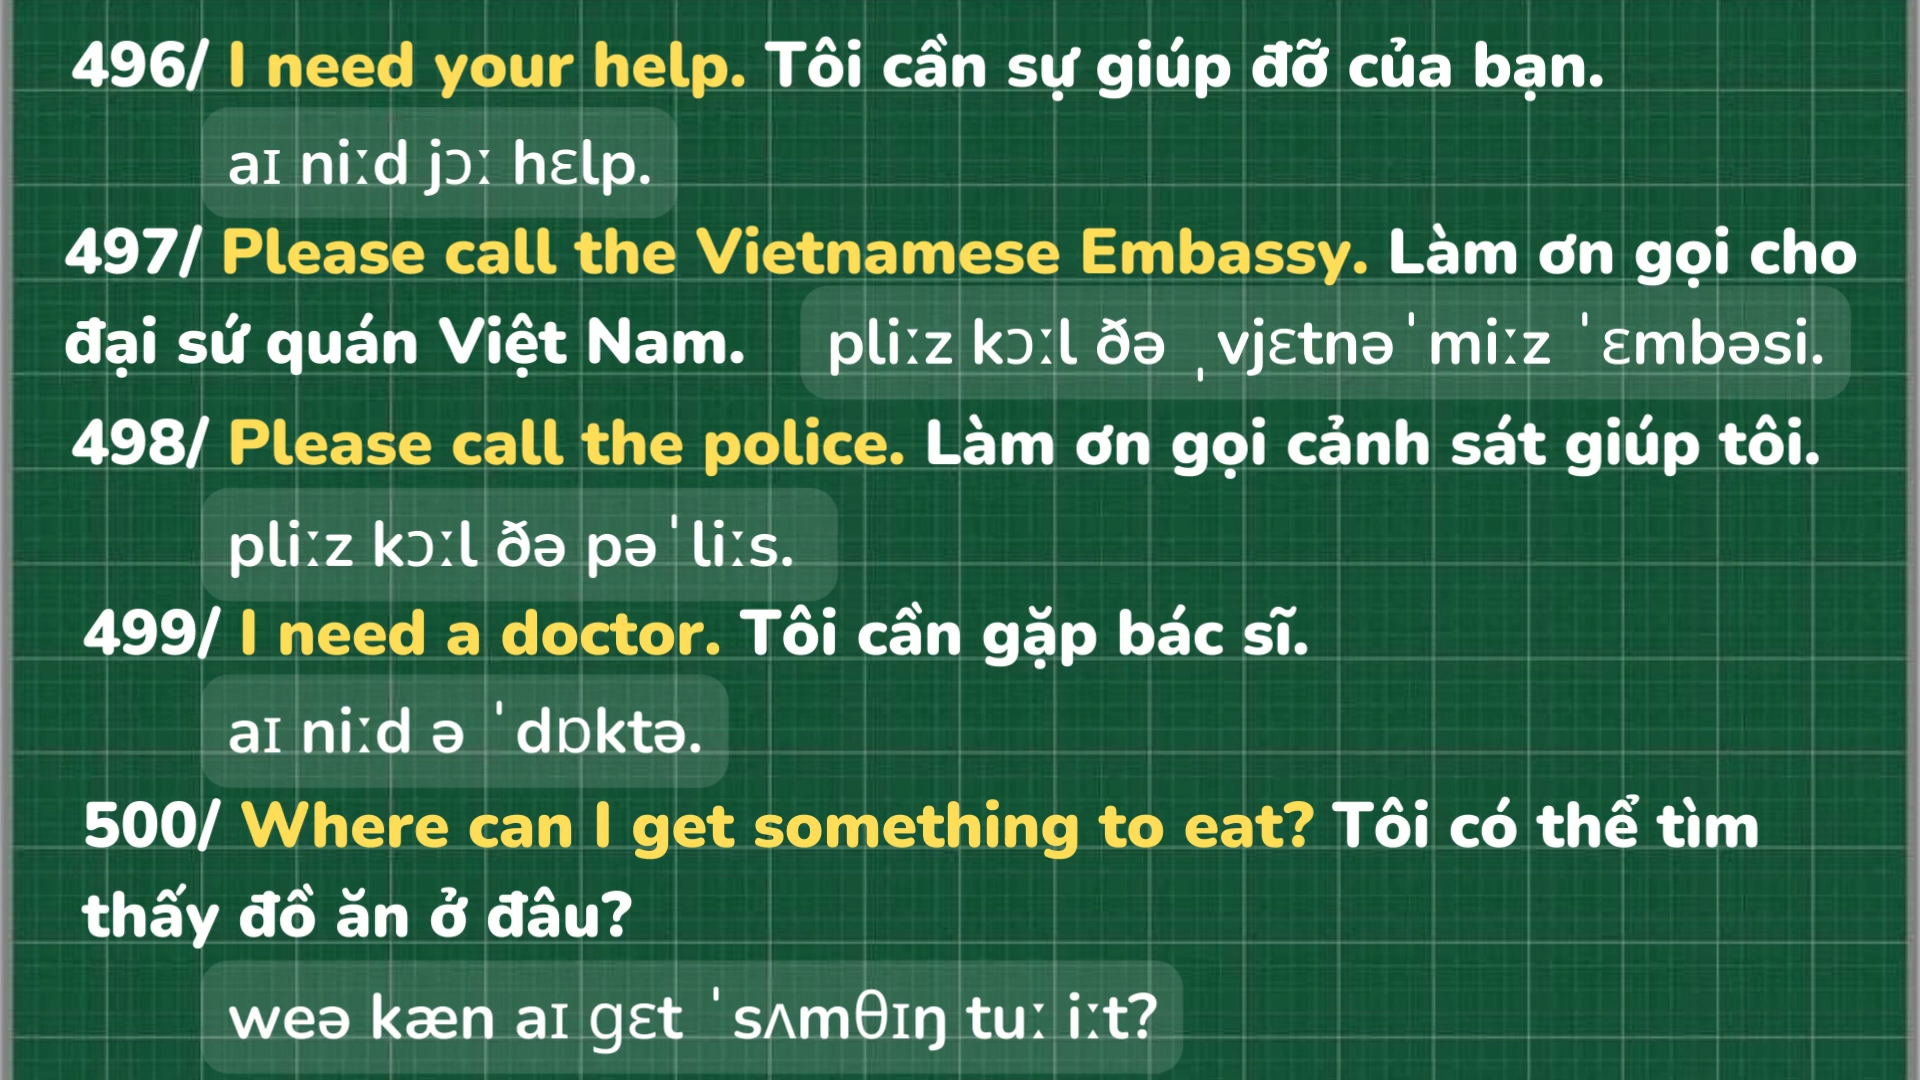 496/ I need your help. Tôi cần sự giúp đỡ của bạn.
aɪ niːd jɔː hɛlp.
497/ Please call the Vietnamese Embassy. Làm ơn gọi cho
đại sứ quán Việt Nam. pliːz kɔːl ðə ˌvjɛtnəˈmiːz ˈɛmbəsi.
498/ Please call the police. Làm ơn gọi cảnh sát giúp tôi.
pliːz kɔːl ðə pəˈliːs.
499/ I need a doctor. Tôi cần gặp bác sĩ.
aɪ niːd ə ˈdɒktə.
500/ Where can I get something to eat? Tôi có thể tìm
thấy đồ ăn ở đâu?
weə kæn aɪ ɡɛt ˈsʌmθɪŋ tuː iːt?